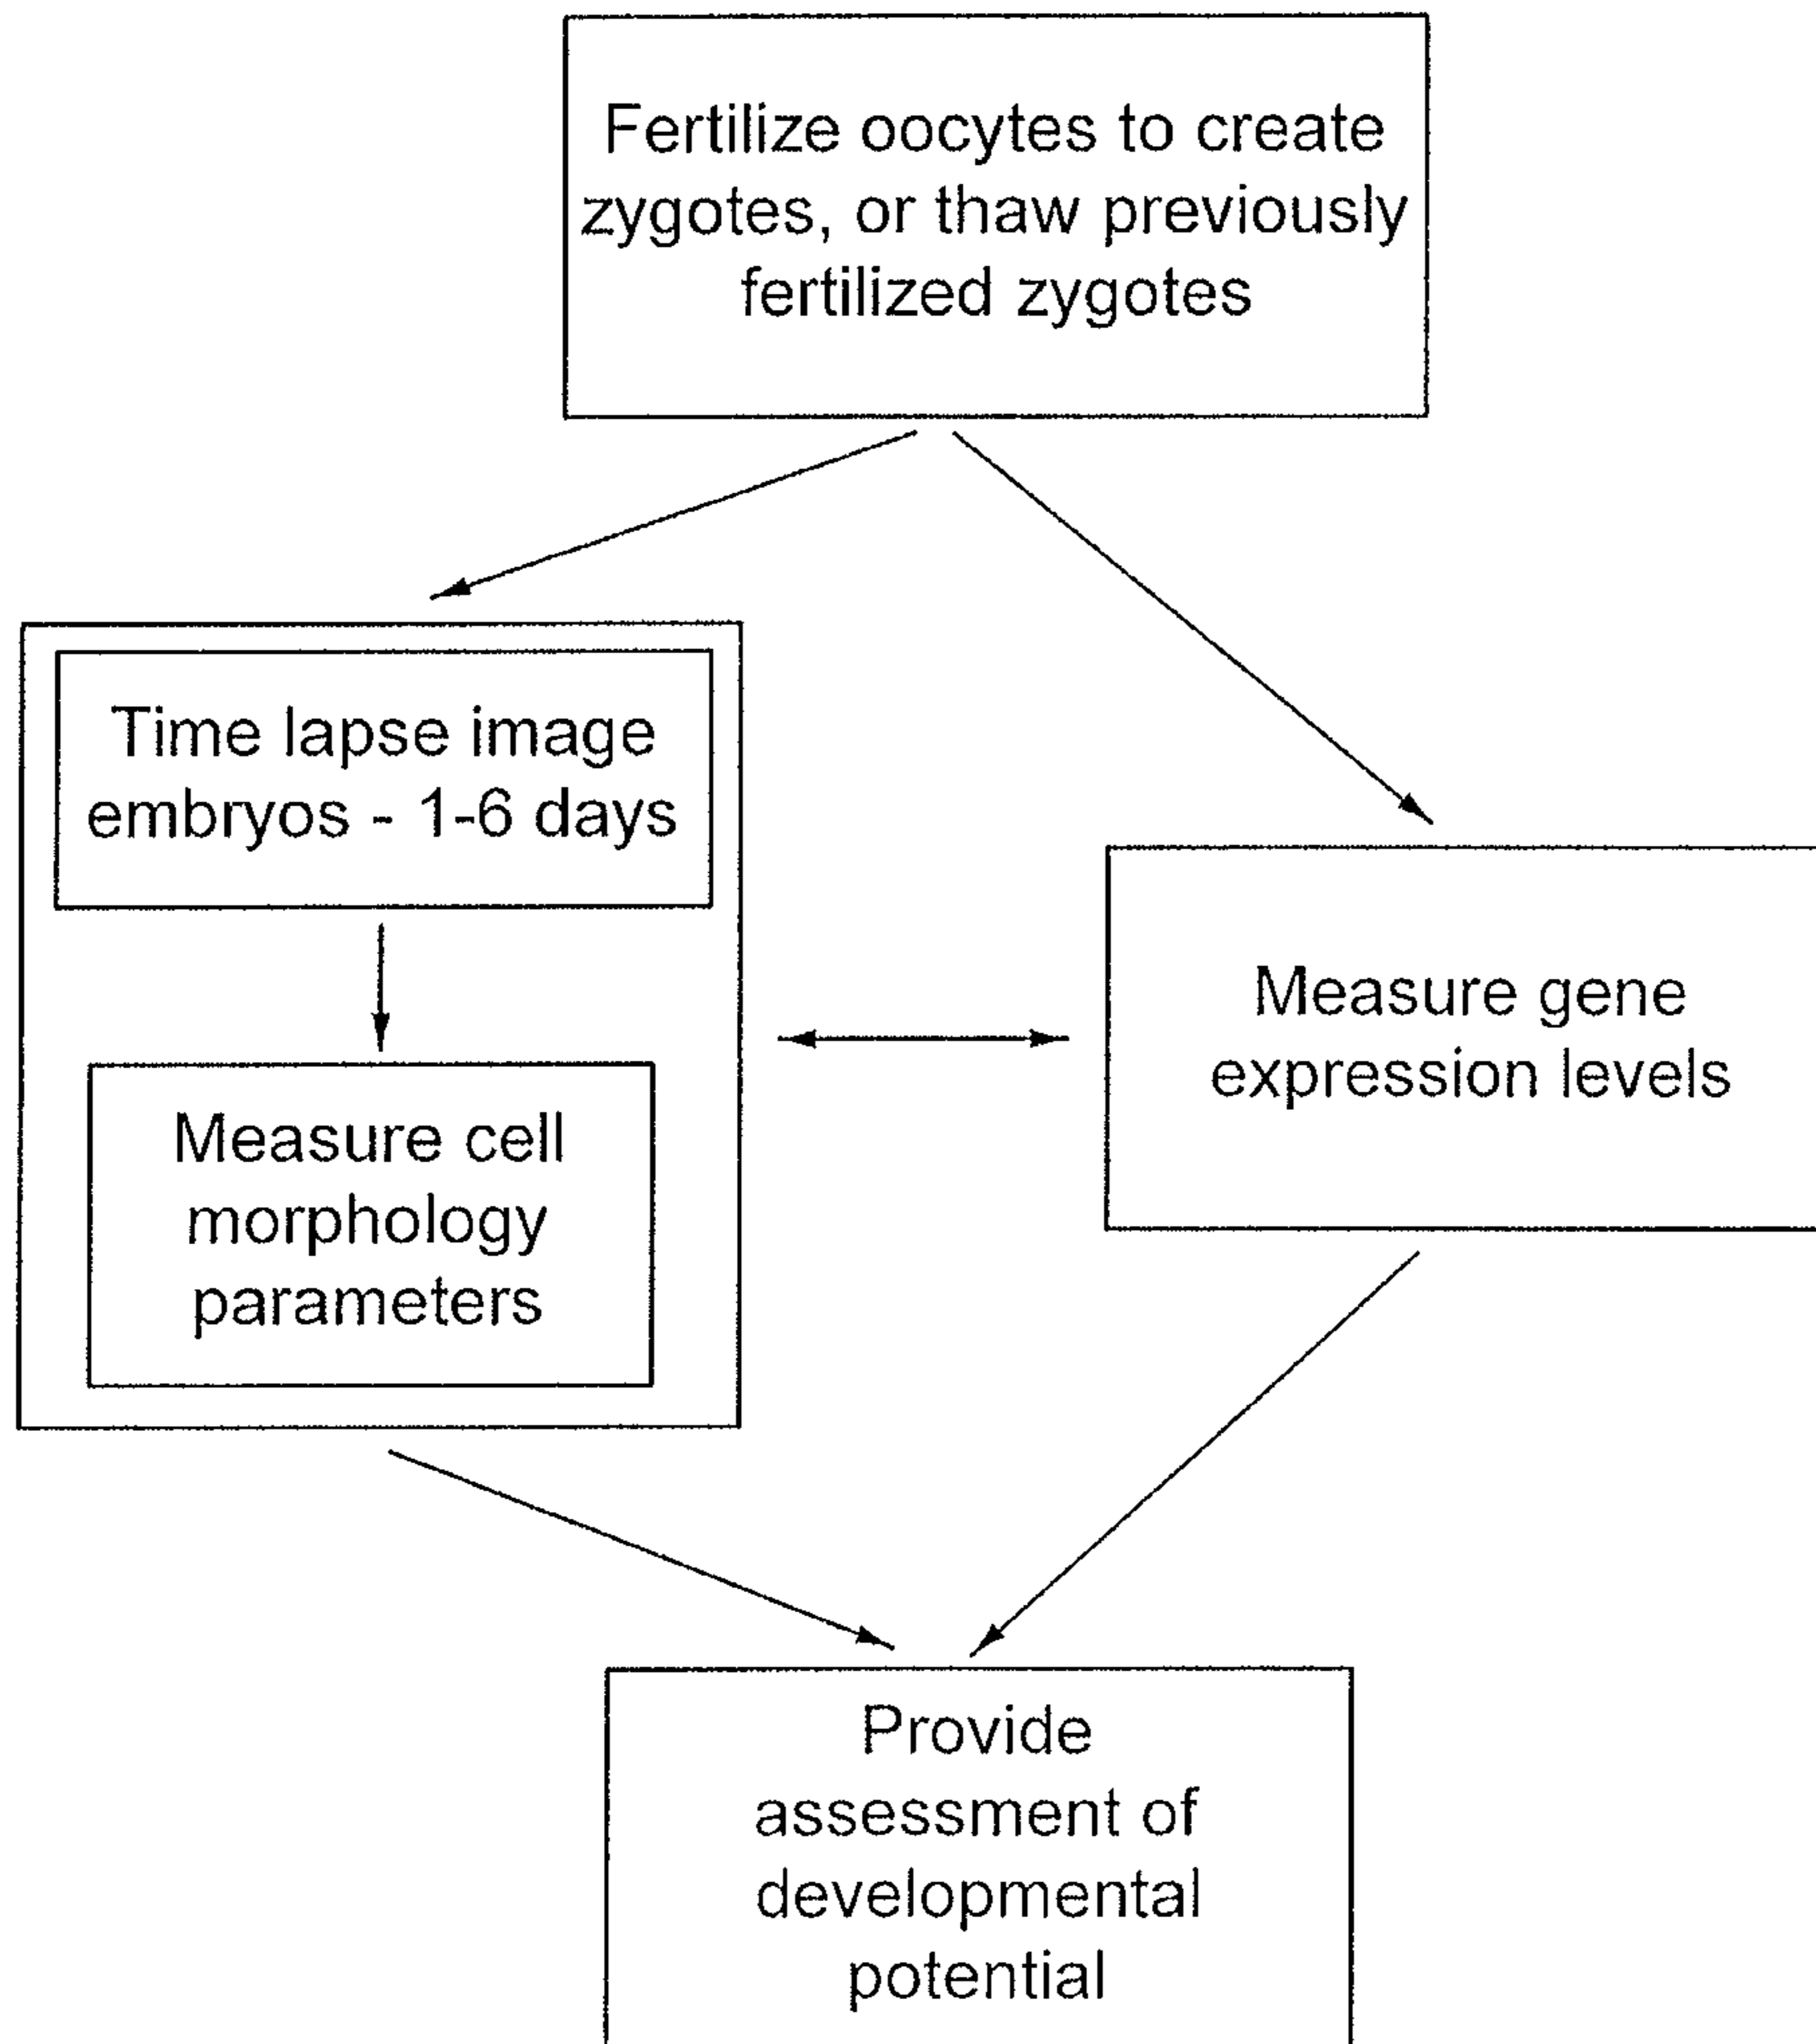 Fertilize oocytes to create
zygotes, or thaw previously
fertilized zygotes
Time lapse image
embryos - 1-6 days
Measure cell
morphology
parameters
Measure gene
expression levels
Provide
assessment of
developmental
potential